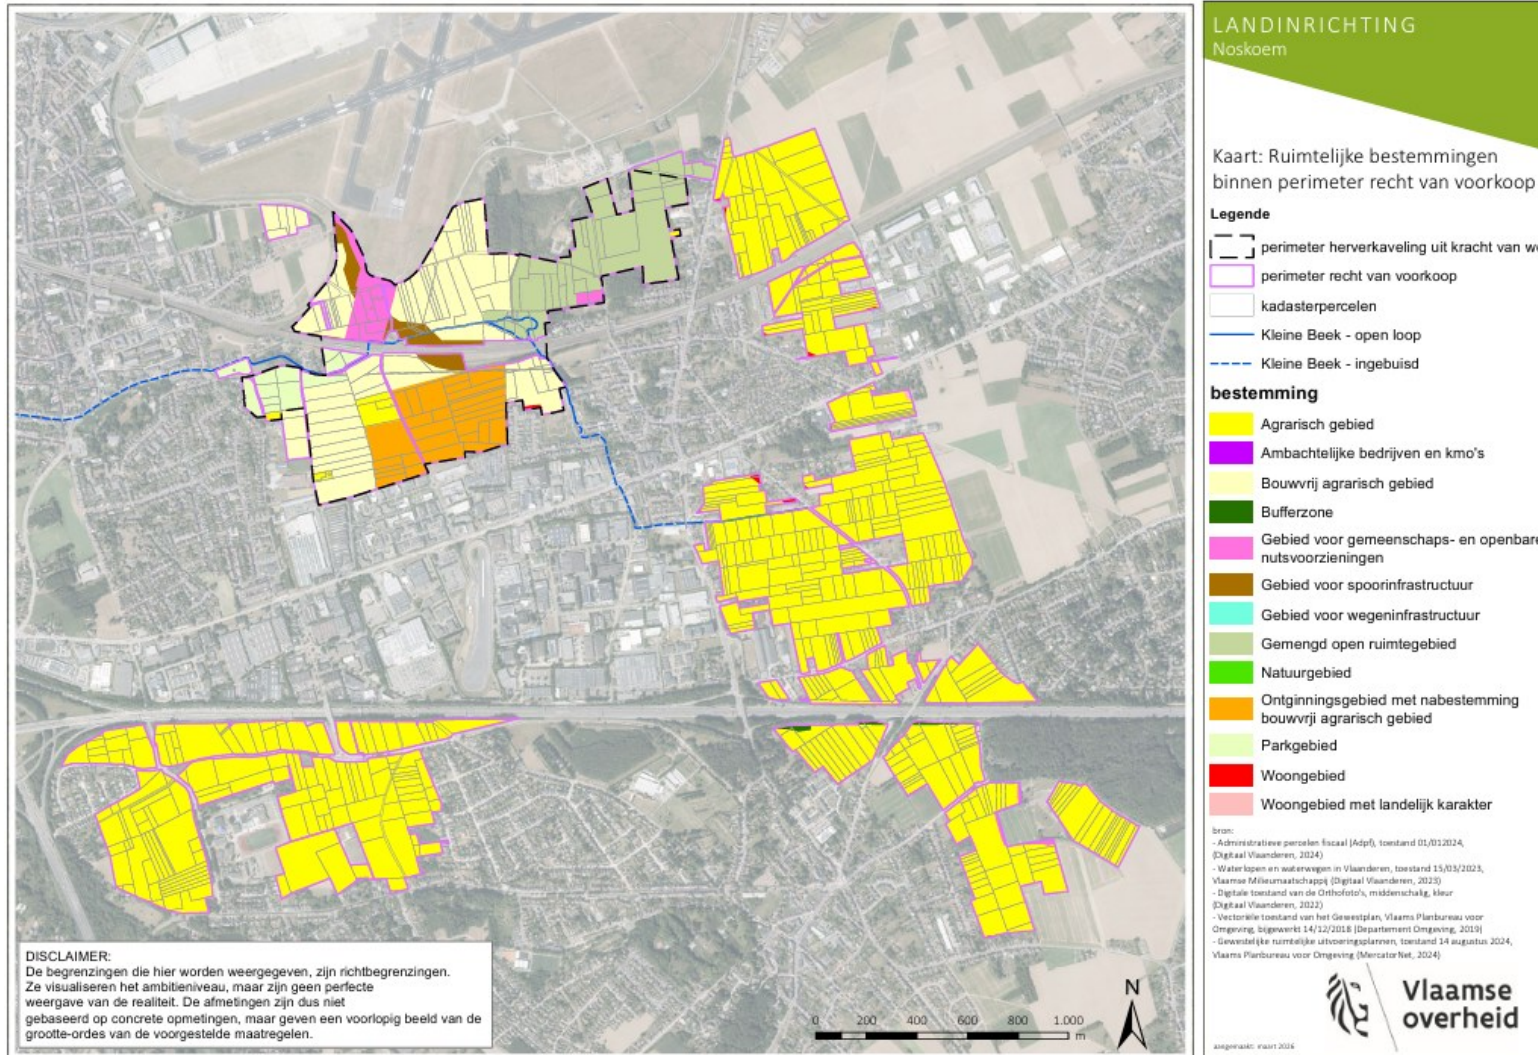 LANDINRICHTING
Noskoem
Kaart: Ruimtelijke bestemmingen
binnen perimeter recht van voorkoop
Legende
perimeter herverkaveling uit kracht van w
perimeter recht van voorkoop
kadasterpercelen
Kleine Beek - open loop
Kleine Beek - ingebuisd
bestemming
Agrarisch gebied
Ambachtelijke bedrijven en kmo's
Bouwvrij agrarisch gebied
Bufferzone
Gebied voor gemeenschaps- en openbare
nutsvoorzieningen
Gebied voor spoorinfrastructuur
Gebied voor wegeninfrastructuur
Gemengd open ruimtegebied
Natuurgebied
Ontginningsgebied met nabestemming
bouwvrji agrarisch gebied
Parkgebied
Woongebied
Woongebied met landelijk karakter
bron:
- Administratieve percelen fiscaal (Adpf), toestand 01/012024,
(Digitaal Vlaanderen, 2024)
- Waterlopen en waterwegen in Vlaanderen, toestand 15/03/2023,
Vlaamse Milieumaatschappij (Digitaal Vlaanderen, 2023)
- Digitale toestand van de Orthofoto's, middenschalig, kleur
(Digitaal Vlaanderen, 2022)
- Vectoriële toestand van het Gewestplan, Vlaams Planbureau voor
Omgeving, bijgewerkt 14/12/2018 (Departement Omgeving, 2019)
- Gewestelijke ruimtelijke uitvoeringsplannen, toestand 14 augustus 2024,
Vlaams Planbureau voor Omgeving (MercatorNet, 2024)
Vlaamse
overheid
aangemaakt: maart 2026
DISCLAIMER:
De begrenzingen die hier worden weergegeven, zijn richtbegrenzingen.
Ze visualiseren het ambitieniveau, maar zijn geen perfecte
weergave van de realiteit. De afmetingen zijn dus niet
gebaseerd op concrete opmetingen, maar geven een voorlopig beeld van de
grootte-ordes van de voorgestelde maatregelen.
N
0 200 400 600 800 1.000
m